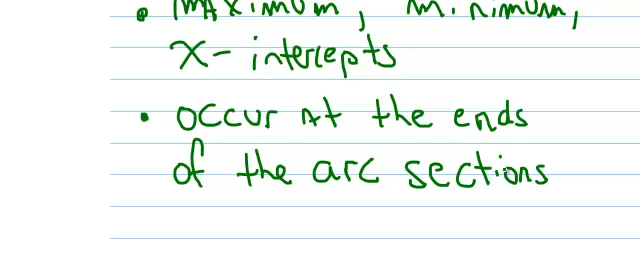 • maximum, minimum,
x-intercepts
• occur at the ends
of the arc sections